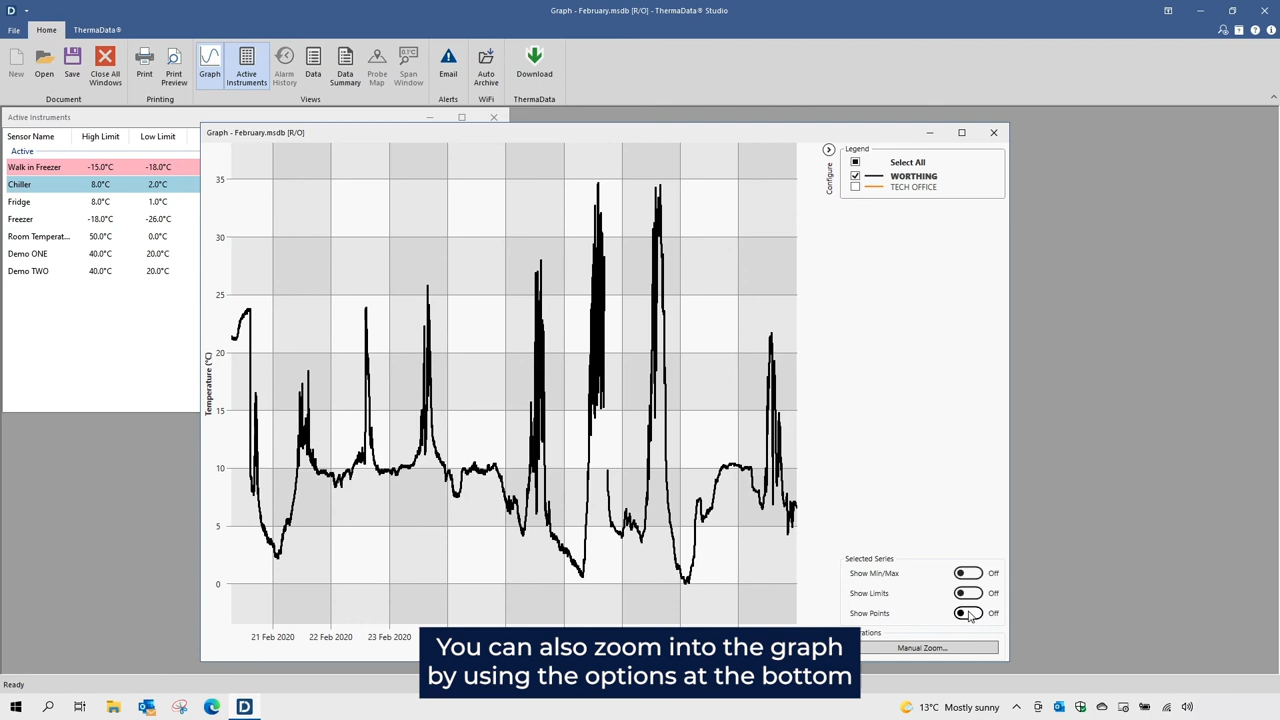 Graph - February.msdb [R/O] - ThermaData® Studio
File Home ThermaData®
New Open Save Close All Windows Print Print Preview Graph Active Instruments Alarm History Data Data Summary Probe Map Span Window Email Auto Archive Download
Document Printing Views Alerts WiFi ThermaData
Active Instruments
Sensor Name High Limit Low Limit
Active
Walk in Freezer -15.0°C -18.0°C
Chiller 8.0°C 2.0°C
Fridge 8.0°C 1.0°C
Freezer -18.0°C -26.0°C
Room Temperat... 50.0°C 0.0°C
Demo ONE 40.0°C 20.0°C
Demo TWO 40.0°C 20.0°C
Graph - February.msdb [R/O]
Temperature (°C)
35
30
25
20
15
10
5
0
21 Feb 2020 22 Feb 2020 23 Feb 2020
Configure
Legend
Select All
WORTHING
TECH OFFICE
Selected Series
Show Min/Max Off
Show Limits Off
Show Points Off
rations
Manual Zoom...
You can also zoom into the graph
by using the options at the bottom
Ready
13°C Mostly sunny